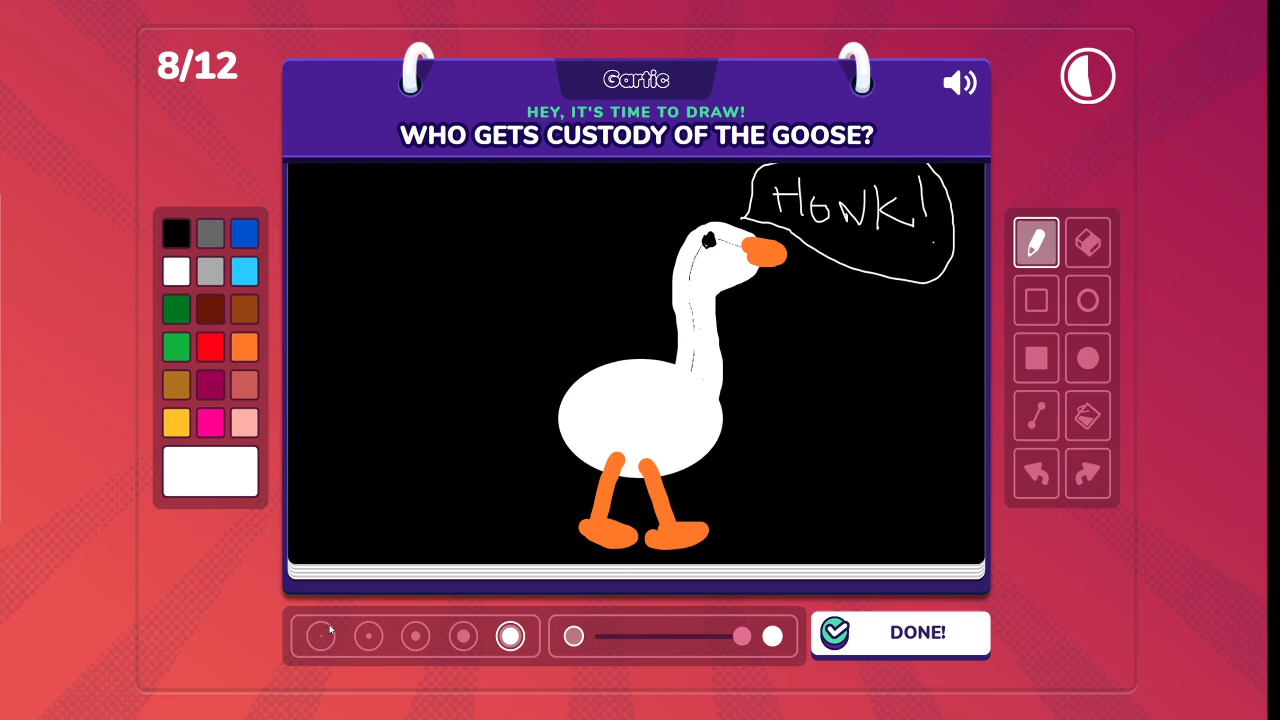 8/12
Gartic
HEY, IT'S TIME TO DRAW!
WHO GETS CUSTODY OF THE GOOSE?
HONK!
DONE!